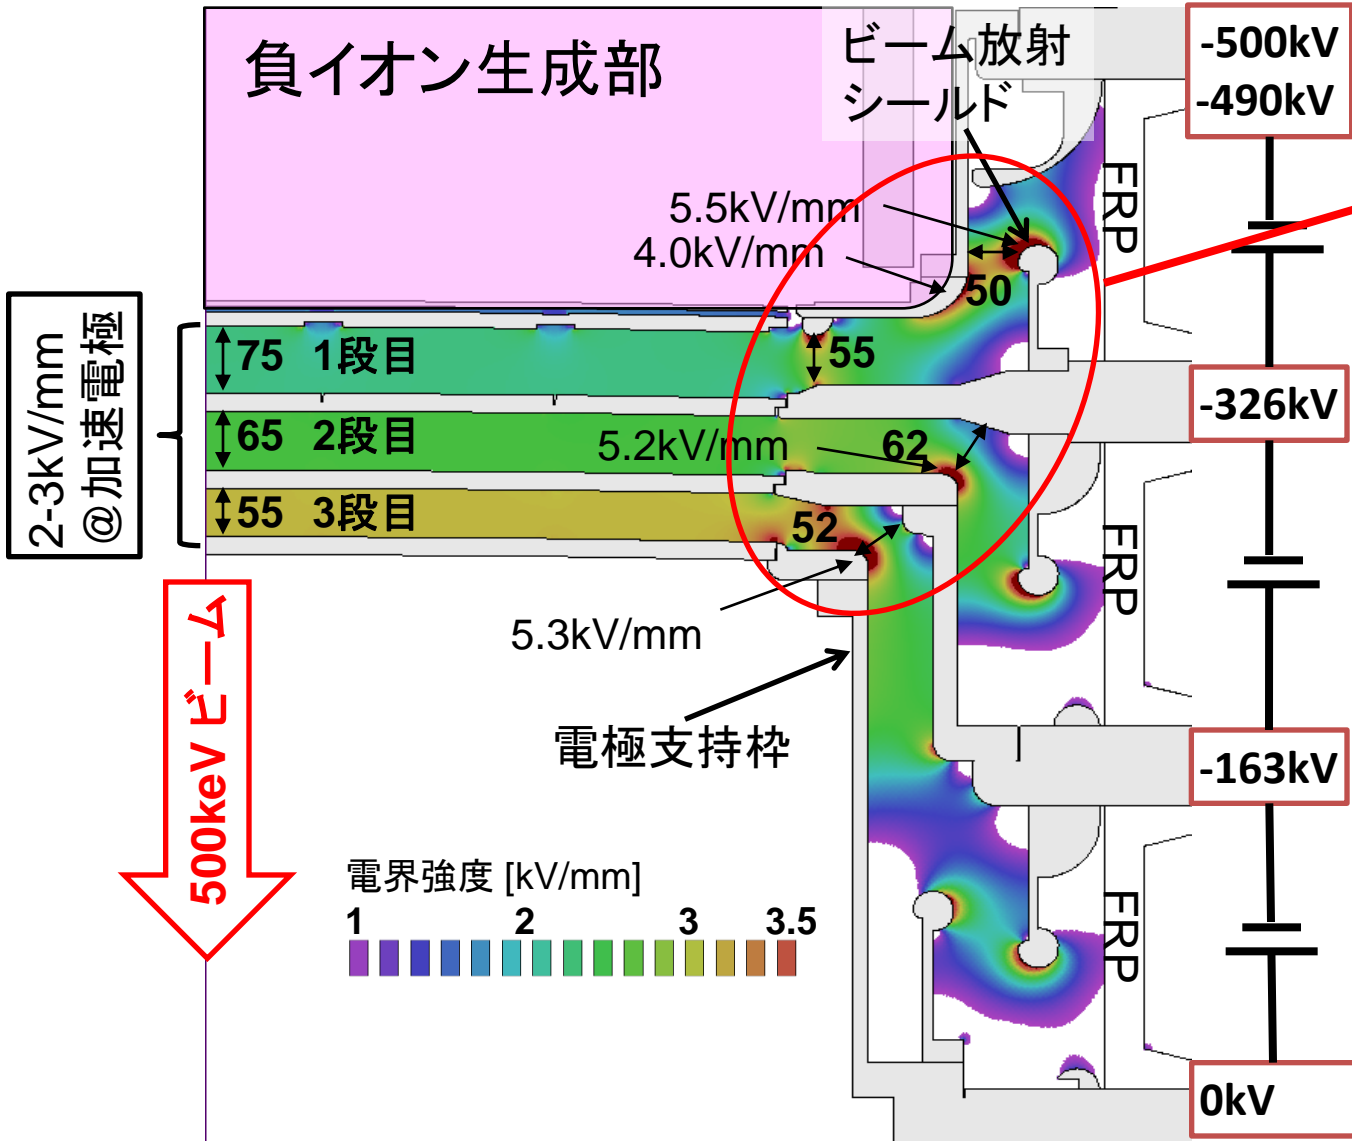 負イオン生成部
ビーム放射
シールド
-500kV
-490kV
FRP
5.5kV/mm
4.0kV/mm
50
2-3kV/mm
@加速電極
75 1段目
55
-326kV
65 2段目
5.2kV/mm
62
55 3段目
52
FRP
5.3kV/mm
500keV ビーム
電極支持枠
-163kV
電界強度 [kV/mm]
1 2 3 3.5
FRP
0kV